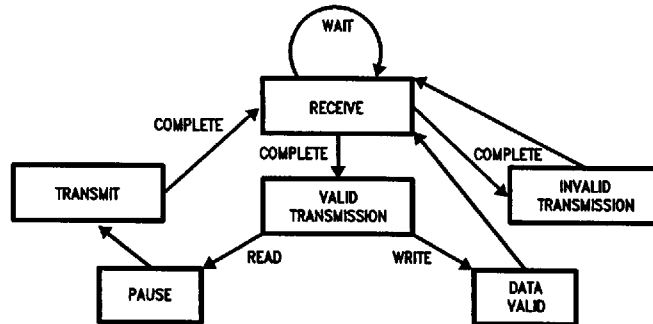 WAIT
RECEIVE
COMPLETE
COMPLETE
COMPLETE
TRANSMIT
VALID
TRANSMISSION
INVALID
TRANSMISSION
READ
WRITE
PAUSE
DATA
VALID